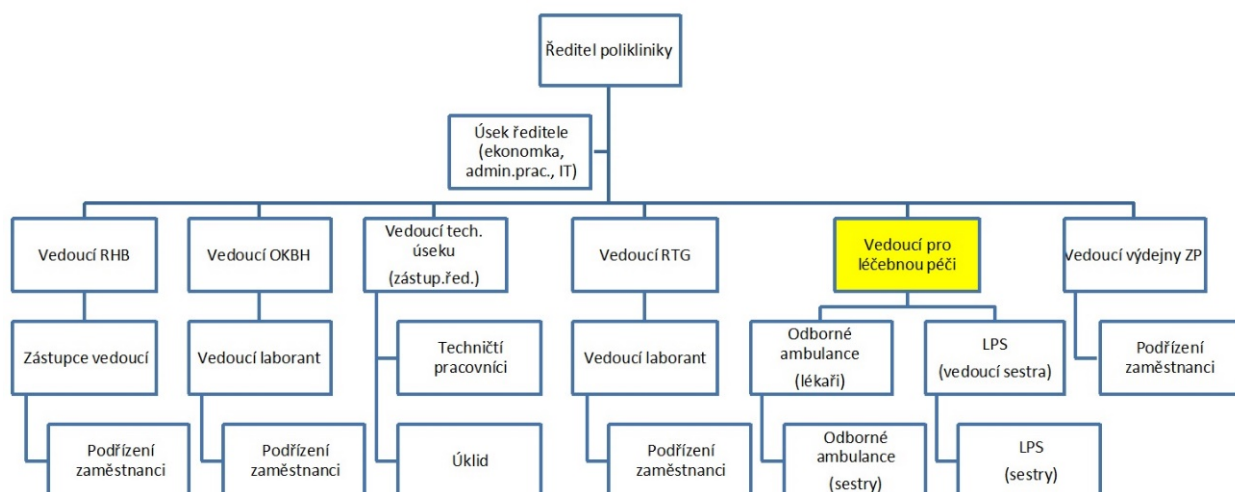 Ředitel polikliniky
Úsek ředitele
(ekonomka,
admin.prac., IT)
Vedoucí RHB
Vedoucí OKBH
Vedoucí tech.
úseku
(zástup.řed.)
Vedoucí RTG
Vedoucí pro
léčebnou péči
Vedoucí výdejny ZP
Zástupce vedoucí
Vedoucí laborant
Techničtí
pracovníci
Vedoucí laborant
Odborné
ambulance
(lékaři)
LPS
(vedoucí sestra)
Podřízení
zaměstnanci
Podřízení
zaměstnanci
Podřízení
zaměstnanci
Úklid
Podřízení
zaměstnanci
Odborné
ambulance
(sestry)
LPS
(sestry)